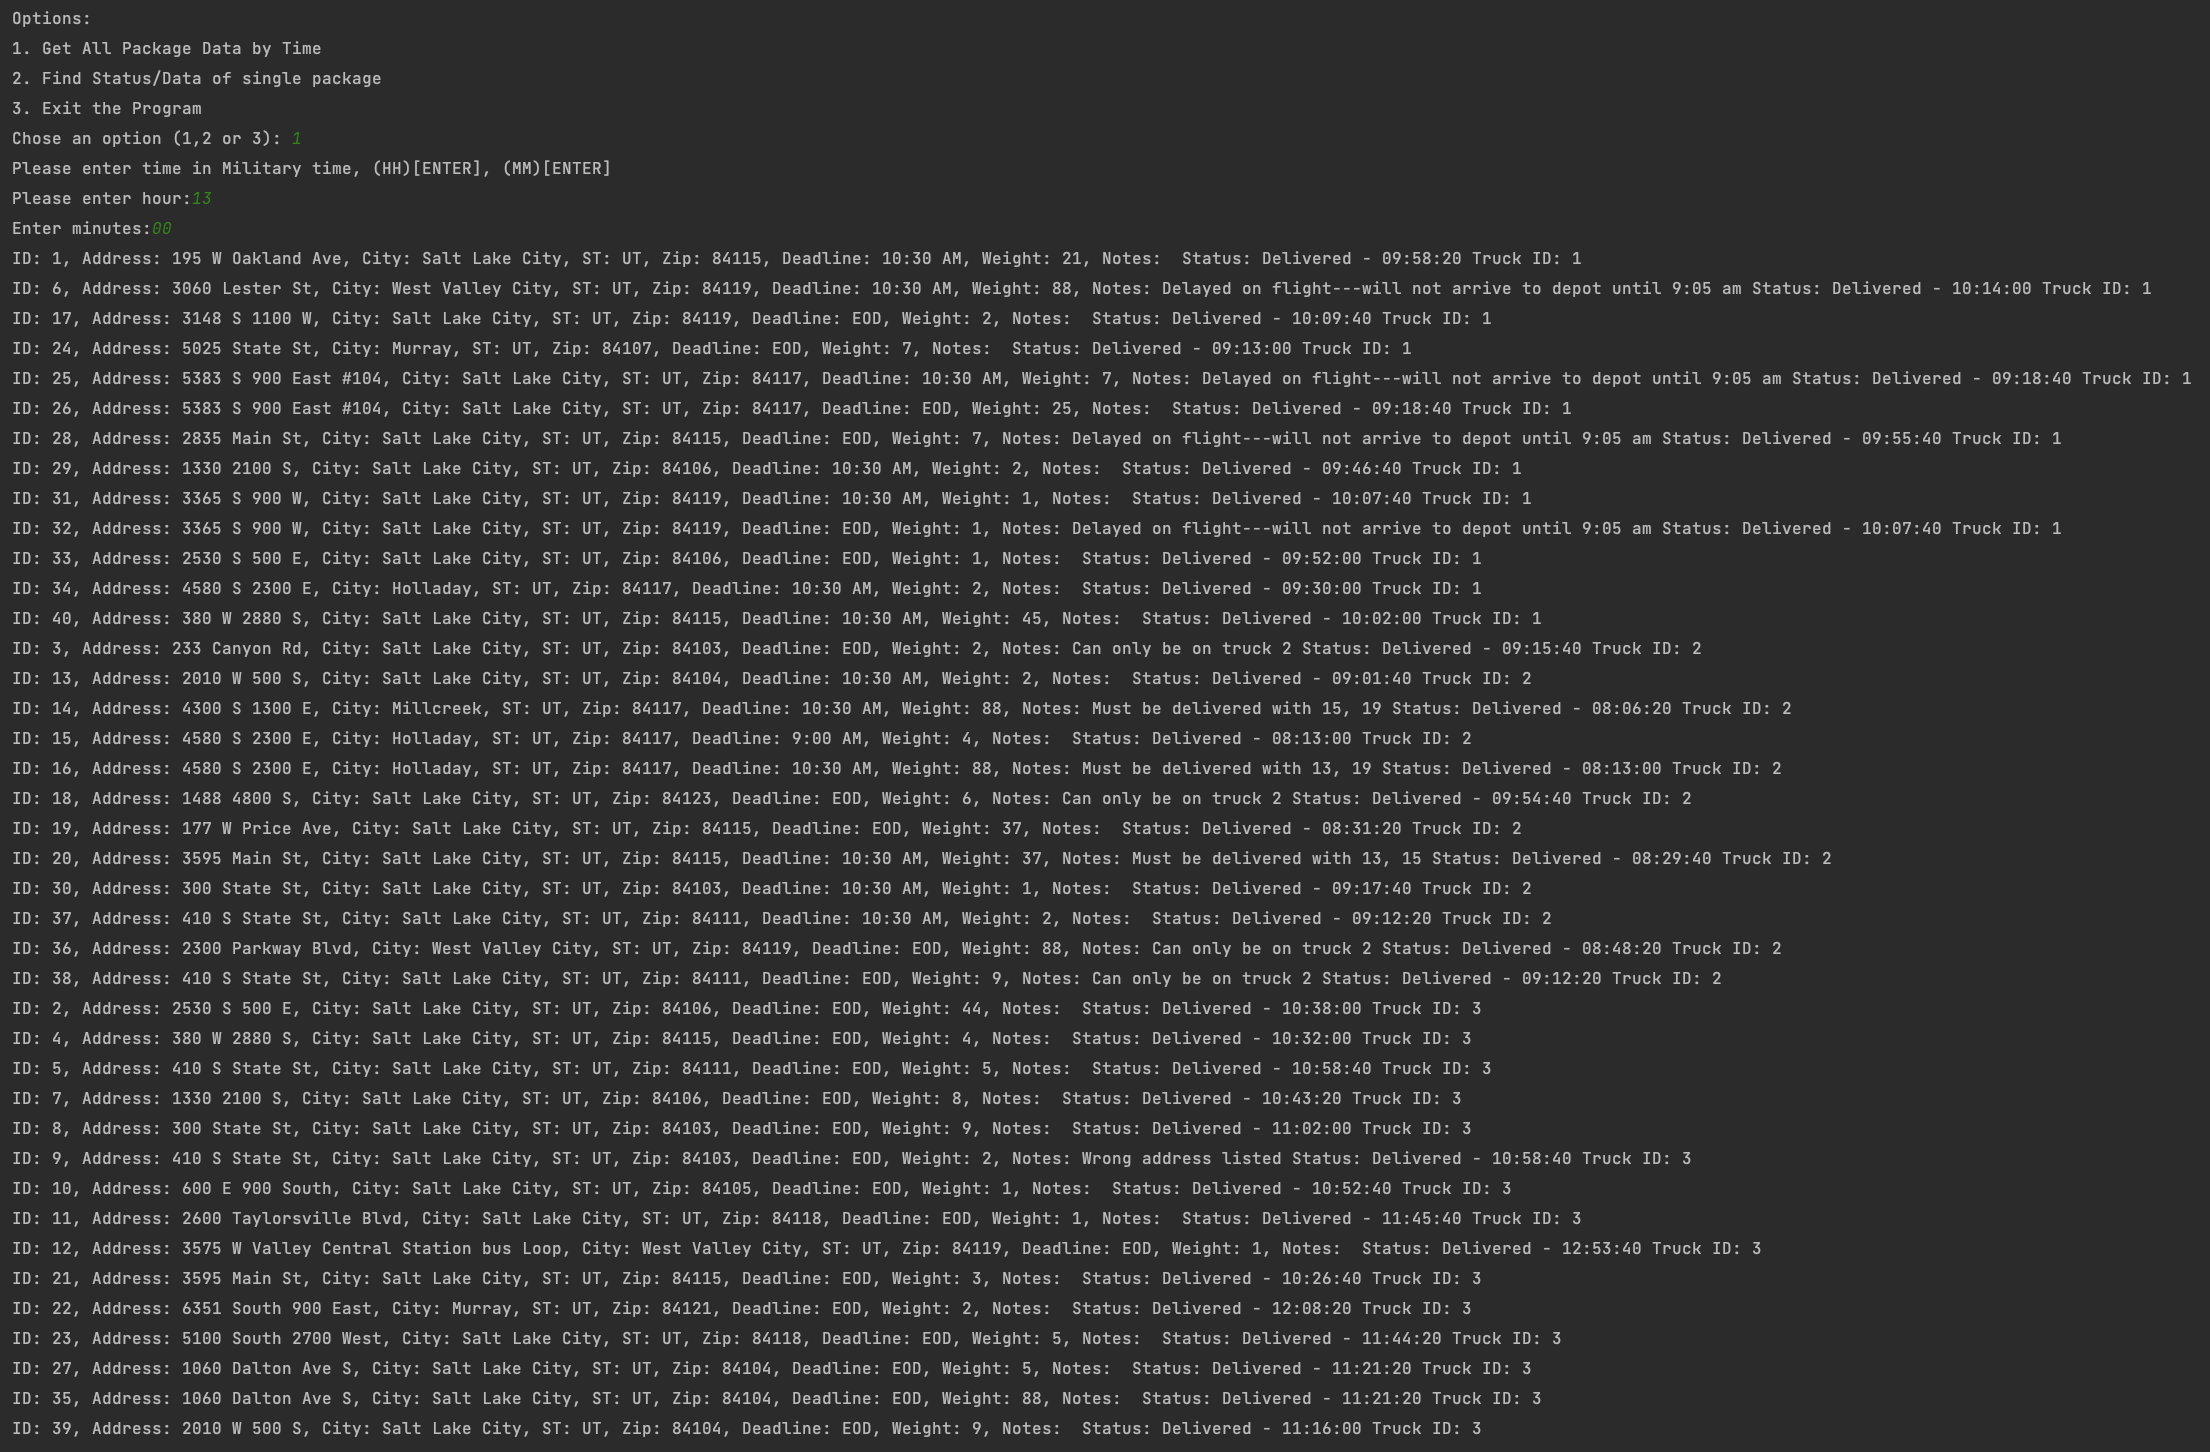 Options:
1. Get All Package Data by Time
2. Find Status/Data of single package
3. Exit the Program
Chose an option (1,2 or 3): 1
Please enter time in Military time, (HH)[ENTER], (MM)[ENTER]
Please enter hour:13
Enter minutes:00
ID: 1, Address: 195 W Oakland Ave, City: Salt Lake City, ST: UT, Zip: 84115, Deadline: 10:30 AM, Weight: 21, Notes:  Status: Delivered - 09:58:20 Truck ID: 1
ID: 6, Address: 3060 Lester St, City: West Valley City, ST: UT, Zip: 84119, Deadline: 10:30 AM, Weight: 88, Notes: Delayed on flight---will not arrive to depot until 9:05 am Status: Delivered - 10:14:00 Truck ID: 1
ID: 17, Address: 3148 S 1100 W, City: Salt Lake City, ST: UT, Zip: 84119, Deadline: EOD, Weight: 2, Notes:  Status: Delivered - 10:09:40 Truck ID: 1
ID: 24, Address: 5025 State St, City: Murray, ST: UT, Zip: 84107, Deadline: EOD, Weight: 7, Notes:  Status: Delivered - 09:13:00 Truck ID: 1
ID: 25, Address: 5383 S 900 East #104, City: Salt Lake City, ST: UT, Zip: 84117, Deadline: 10:30 AM, Weight: 7, Notes: Delayed on flight---will not arrive to depot until 9:05 am Status: Delivered - 09:18:40 Truck ID: 1
ID: 26, Address: 5383 S 900 East #104, City: Salt Lake City, ST: UT, Zip: 84117, Deadline: EOD, Weight: 25, Notes:  Status: Delivered - 09:18:40 Truck ID: 1
ID: 28, Address: 2835 Main St, City: Salt Lake City, ST: UT, Zip: 84115, Deadline: EOD, Weight: 7, Notes: Delayed on flight---will not arrive to depot until 9:05 am Status: Delivered - 09:55:40 Truck ID: 1
ID: 29, Address: 1330 2100 S, City: Salt Lake City, ST: UT, Zip: 84106, Deadline: 10:30 AM, Weight: 2, Notes:  Status: Delivered - 09:46:40 Truck ID: 1
ID: 31, Address: 3365 S 900 W, City: Salt Lake City, ST: UT, Zip: 84119, Deadline: 10:30 AM, Weight: 1, Notes:  Status: Delivered - 10:07:40 Truck ID: 1
ID: 32, Address: 3365 S 900 W, City: Salt Lake City, ST: UT, Zip: 84119, Deadline: EOD, Weight: 1, Notes: Delayed on flight---will not arrive to depot until 9:05 am Status: Delivered - 10:07:40 Truck ID: 1
ID: 33, Address: 2530 S 500 E, City: Salt Lake City, ST: UT, Zip: 84106, Deadline: EOD, Weight: 1, Notes:  Status: Delivered - 09:52:00 Truck ID: 1
ID: 34, Address: 4580 S 2300 E, City: Holladay, ST: UT, Zip: 84117, Deadline: 10:30 AM, Weight: 2, Notes:  Status: Delivered - 09:30:00 Truck ID: 1
ID: 40, Address: 380 W 2880 S, City: Salt Lake City, ST: UT, Zip: 84115, Deadline: 10:30 AM, Weight: 45, Notes:  Status: Delivered - 10:02:00 Truck ID: 1
ID: 3, Address: 233 Canyon Rd, City: Salt Lake City, ST: UT, Zip: 84103, Deadline: EOD, Weight: 2, Notes: Can only be on truck 2 Status: Delivered - 09:15:40 Truck ID: 2
ID: 13, Address: 2010 W 500 S, City: Salt Lake City, ST: UT, Zip: 84104, Deadline: 10:30 AM, Weight: 2, Notes:  Status: Delivered - 09:01:40 Truck ID: 2
ID: 14, Address: 4300 S 1300 E, City: Millcreek, ST: UT, Zip: 84117, Deadline: 10:30 AM, Weight: 88, Notes: Must be delivered with 15, 19 Status: Delivered - 08:06:20 Truck ID: 2
ID: 15, Address: 4580 S 2300 E, City: Holladay, ST: UT, Zip: 84117, Deadline: 9:00 AM, Weight: 4, Notes:  Status: Delivered - 08:13:00 Truck ID: 2
ID: 16, Address: 4580 S 2300 E, City: Holladay, ST: UT, Zip: 84117, Deadline: 10:30 AM, Weight: 88, Notes: Must be delivered with 13, 19 Status: Delivered - 08:13:00 Truck ID: 2
ID: 18, Address: 1488 4800 S, City: Salt Lake City, ST: UT, Zip: 84123, Deadline: EOD, Weight: 6, Notes: Can only be on truck 2 Status: Delivered - 09:54:40 Truck ID: 2
ID: 19, Address: 177 W Price Ave, City: Salt Lake City, ST: UT, Zip: 84115, Deadline: EOD, Weight: 37, Notes:  Status: Delivered - 08:31:20 Truck ID: 2
ID: 20, Address: 3595 Main St, City: Salt Lake City, ST: UT, Zip: 84115, Deadline: 10:30 AM, Weight: 37, Notes: Must be delivered with 13, 15 Status: Delivered - 08:29:40 Truck ID: 2
ID: 30, Address: 300 State St, City: Salt Lake City, ST: UT, Zip: 84103, Deadline: 10:30 AM, Weight: 1, Notes:  Status: Delivered - 09:17:40 Truck ID: 2
ID: 37, Address: 410 S State St, City: Salt Lake City, ST: UT, Zip: 84111, Deadline: 10:30 AM, Weight: 2, Notes:  Status: Delivered - 09:12:20 Truck ID: 2
ID: 36, Address: 2300 Parkway Blvd, City: West Valley City, ST: UT, Zip: 84119, Deadline: EOD, Weight: 88, Notes: Can only be on truck 2 Status: Delivered - 08:48:20 Truck ID: 2
ID: 38, Address: 410 S State St, City: Salt Lake City, ST: UT, Zip: 84111, Deadline: EOD, Weight: 9, Notes: Can only be on truck 2 Status: Delivered - 09:12:20 Truck ID: 2
ID: 2, Address: 2530 S 500 E, City: Salt Lake City, ST: UT, Zip: 84106, Deadline: EOD, Weight: 44, Notes:  Status: Delivered - 10:38:00 Truck ID: 3
ID: 4, Address: 380 W 2880 S, City: Salt Lake City, ST: UT, Zip: 84115, Deadline: EOD, Weight: 4, Notes:  Status: Delivered - 10:32:00 Truck ID: 3
ID: 5, Address: 410 S State St, City: Salt Lake City, ST: UT, Zip: 84111, Deadline: EOD, Weight: 5, Notes:  Status: Delivered - 10:58:40 Truck ID: 3
ID: 7, Address: 1330 2100 S, City: Salt Lake City, ST: UT, Zip: 84106, Deadline: EOD, Weight: 8, Notes:  Status: Delivered - 10:43:20 Truck ID: 3
ID: 8, Address: 300 State St, City: Salt Lake City, ST: UT, Zip: 84103, Deadline: EOD, Weight: 9, Notes:  Status: Delivered - 11:02:00 Truck ID: 3
ID: 9, Address: 410 S State St, City: Salt Lake City, ST: UT, Zip: 84103, Deadline: EOD, Weight: 2, Notes: Wrong address listed Status: Delivered - 10:58:40 Truck ID: 3
ID: 10, Address: 600 E 900 South, City: Salt Lake City, ST: UT, Zip: 84105, Deadline: EOD, Weight: 1, Notes:  Status: Delivered - 10:52:40 Truck ID: 3
ID: 11, Address: 2600 Taylorsville Blvd, City: Salt Lake City, ST: UT, Zip: 84118, Deadline: EOD, Weight: 1, Notes:  Status: Delivered - 11:45:40 Truck ID: 3
ID: 12, Address: 3575 W Valley Central Station bus Loop, City: West Valley City, ST: UT, Zip: 84119, Deadline: EOD, Weight: 1, Notes:  Status: Delivered - 12:53:40 Truck ID: 3
ID: 21, Address: 3595 Main St, City: Salt Lake City, ST: UT, Zip: 84115, Deadline: EOD, Weight: 3, Notes:  Status: Delivered - 10:26:40 Truck ID: 3
ID: 22, Address: 6351 South 900 East, City: Murray, ST: UT, Zip: 84121, Deadline: EOD, Weight: 2, Notes:  Status: Delivered - 12:08:20 Truck ID: 3
ID: 23, Address: 5100 South 2700 West, City: Salt Lake City, ST: UT, Zip: 84118, Deadline: EOD, Weight: 5, Notes:  Status: Delivered - 11:44:20 Truck ID: 3
ID: 27, Address: 1060 Dalton Ave S, City: Salt Lake City, ST: UT, Zip: 84104, Deadline: EOD, Weight: 5, Notes:  Status: Delivered - 11:21:20 Truck ID: 3
ID: 35, Address: 1060 Dalton Ave S, City: Salt Lake City, ST: UT, Zip: 84104, Deadline: EOD, Weight: 88, Notes:  Status: Delivered - 11:21:20 Truck ID: 3
ID: 39, Address: 2010 W 500 S, City: Salt Lake City, ST: UT, Zip: 84104, Deadline: EOD, Weight: 9, Notes:  Status: Delivered - 11:16:00 Truck ID: 3